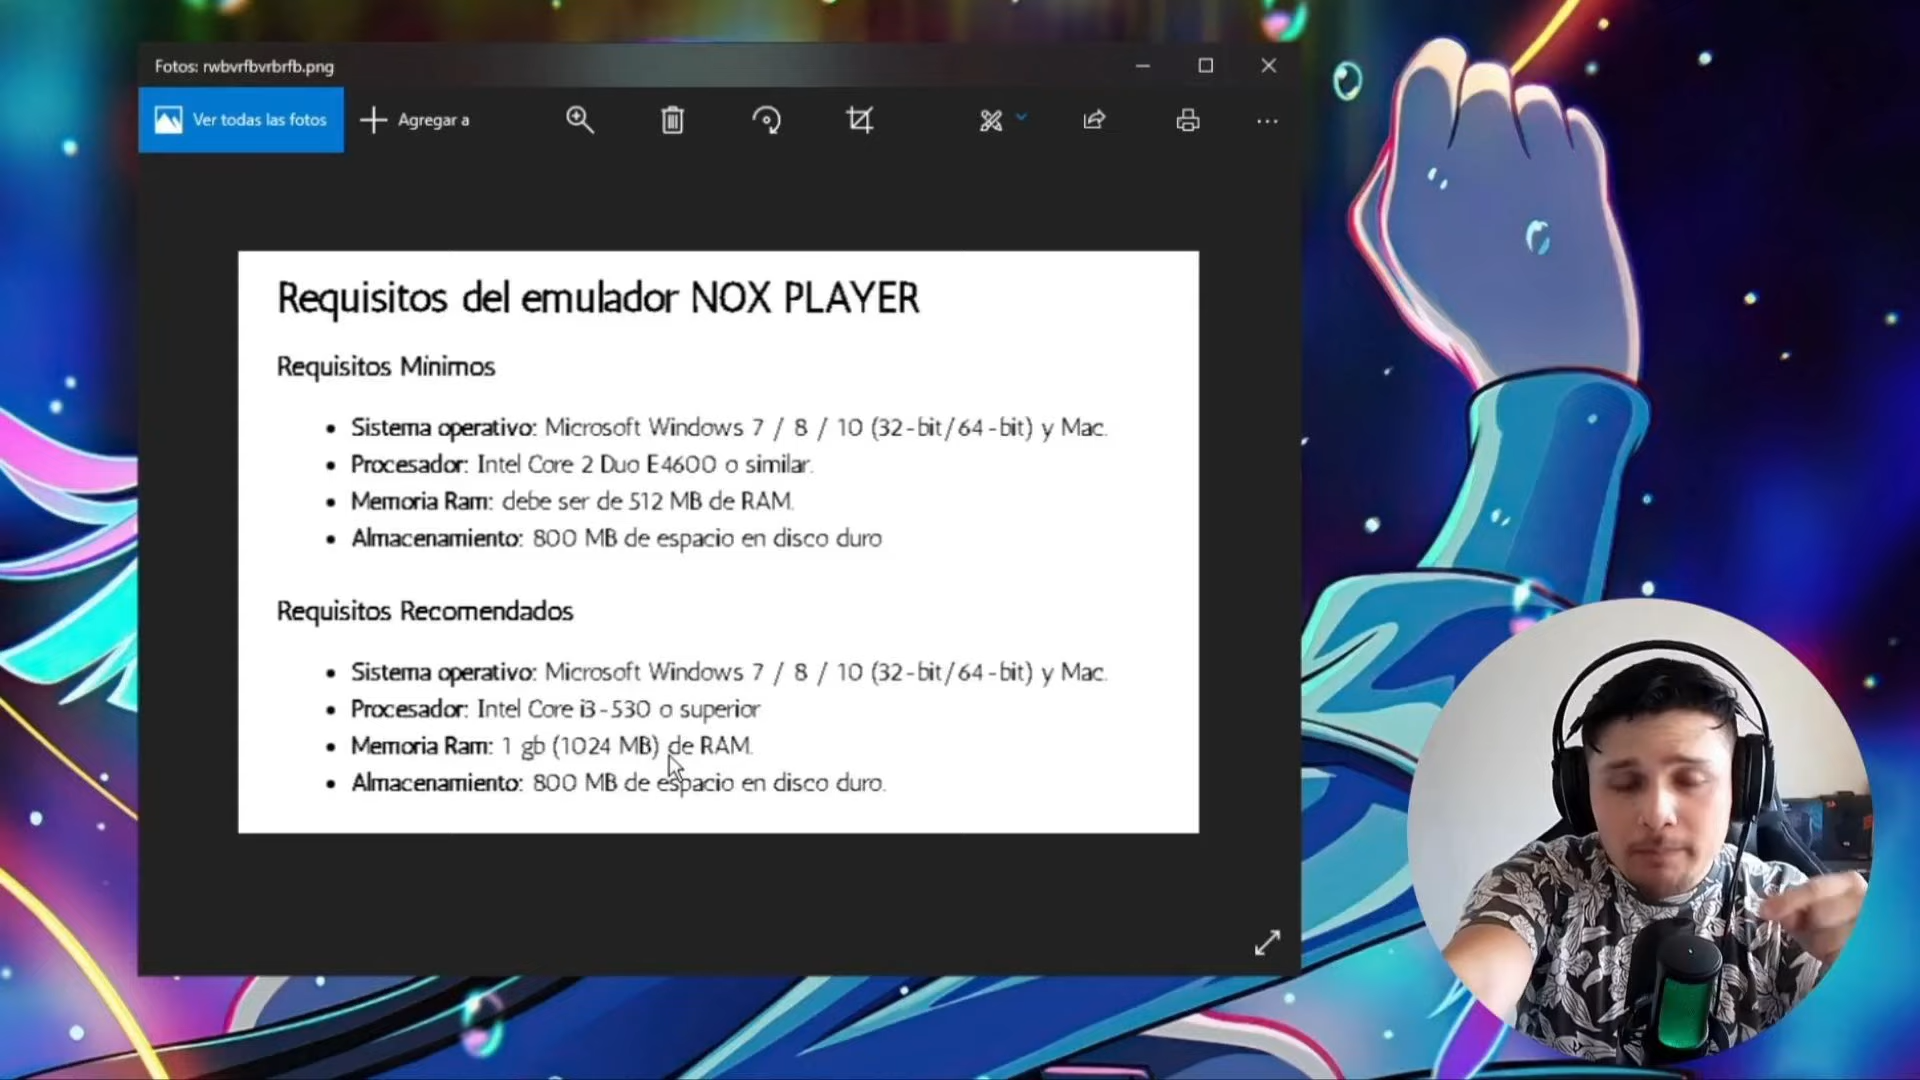 Fotos: rwbvrfbvrbrfb.png
Ver todas las fotos
Agregar a
Requisitos del emulador NOX PLAYER
Requisitos Minimos
• Sistema operativo: Microsoft Windows 7 / 8 / 10 (32-bit/64-bit) y Mac.
• Procesador: Intel Core 2 Duo E4600 o similar.
• Memoria Ram: debe ser de 512 MB de RAM.
• Almacenamiento: 800 MB de espacio en disco duro
Requisitos Recomendados
• Sistema operativo: Microsoft Windows 7 / 8 / 10 (32-bit/64-bit) y Mac.
• Procesador: Intel Core i3-530 o superior
• Memoria Ram: 1 gb (1024 MB) de RAM.
• Almacenamiento: 800 MB de espacio en disco duro.